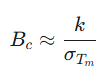 B_c ≈ k / σ_{T_m}